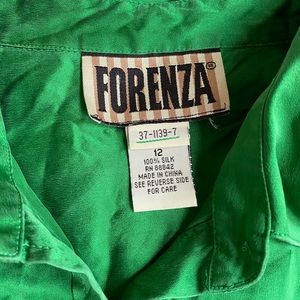 FORENZA®
37-1139-7
12
100% SILK
RN 88842
MADE IN CHINA
SEE REVERSE SIDE
FOR CARE